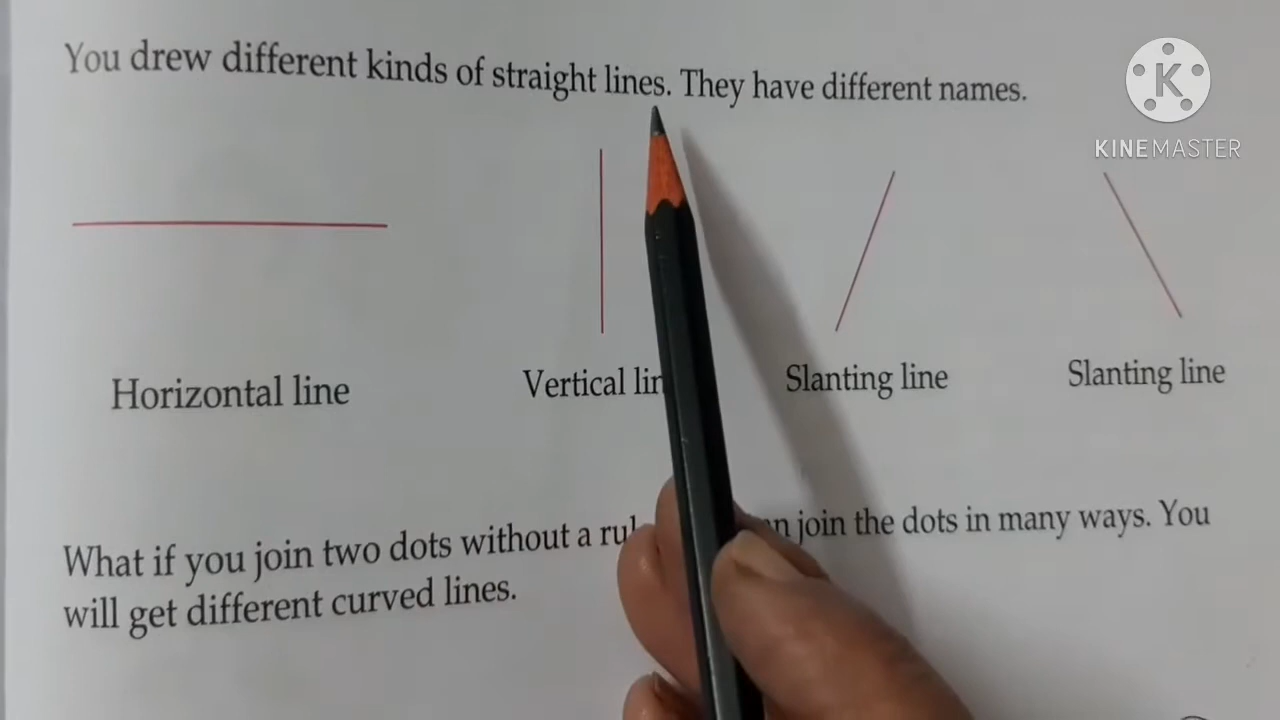 You drew different kinds of straight lines. They have different names.
K
KINEMASTER
Horizontal line
Vertical
Slanting line
Slanting line
What if you join two dots without a join the dots in many ways. You
will get different curved lines.